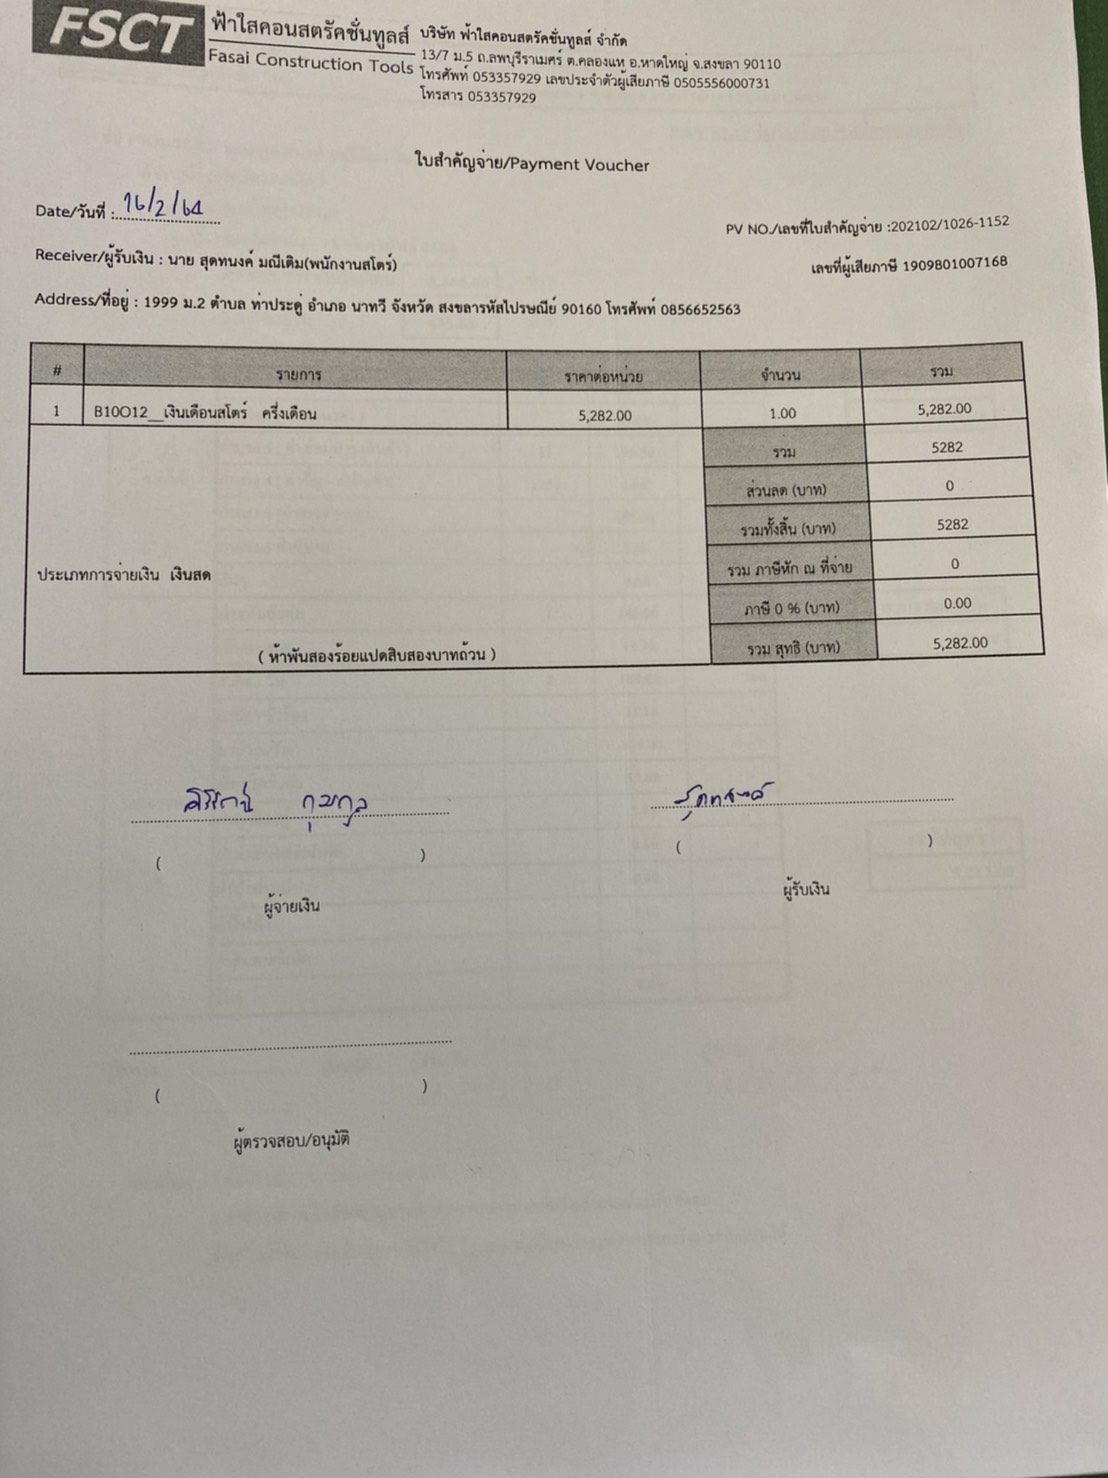 FSCT
ฟ้าใสคอนสตรัคชั่นทูลส์
Fasai Construction Tools
บริษัท ฟ้าใสคอนสตรัคชั่นทูลส์ จำกัด
13/7 ม.5 ถ.ลพบุรีราเมศร์ ต.คลองแห อ.หาดใหญ่ จ.สงขลา 90110
โทรศัพท์ 053357929 เลขประจำตัวผู้เสียภาษี 0505556000731
โทรสาร 053357929
ใบสำคัญจ่าย/Payment Voucher
Date/วันที่ : 16/2/64
PV NO./เลขที่ใบสำคัญจ่าย :202102/1026-1152
Receiver/ผู้รับเงิน : นาย สุดทนงค์ มณีเติม(พนักงานสโตร์)
เลขที่ผู้เสียภาษี 1909801007168
Address/ที่อยู่ : 1999 ม.2 ตำบล ท่าประดู่ อำเภอ นาทวี จังหวัด สงขลารหัสไปรษณีย์ 90160 โทรศัพท์ 0856652563
# รายการ ราคาต่อหน่วย จำนวน รวม
1 B10O12__เงินเดือนสโตร์ ครึ่งเดือน 5,282.00 1.00 5,282.00
รวม 5282
ส่วนลด (บาท) 0
รวมทั้งสิ้น (บาท) 5282
ประเภทการจ่ายเงิน เงินสด
รวม ภาษีหัก ณ ที่จ่าย 0
ภาษี 0 % (บาท) 0.00
( ห้าพันสองร้อยแปดสิบสองบาทถ้วน )
รวม สุทธิ (บาท) 5,282.00
สุดทนงค์
( )
( )
ผู้จ่ายเงิน
ผู้รับเงิน
( )
ผู้ตรวจสอบ/อนุมัติ